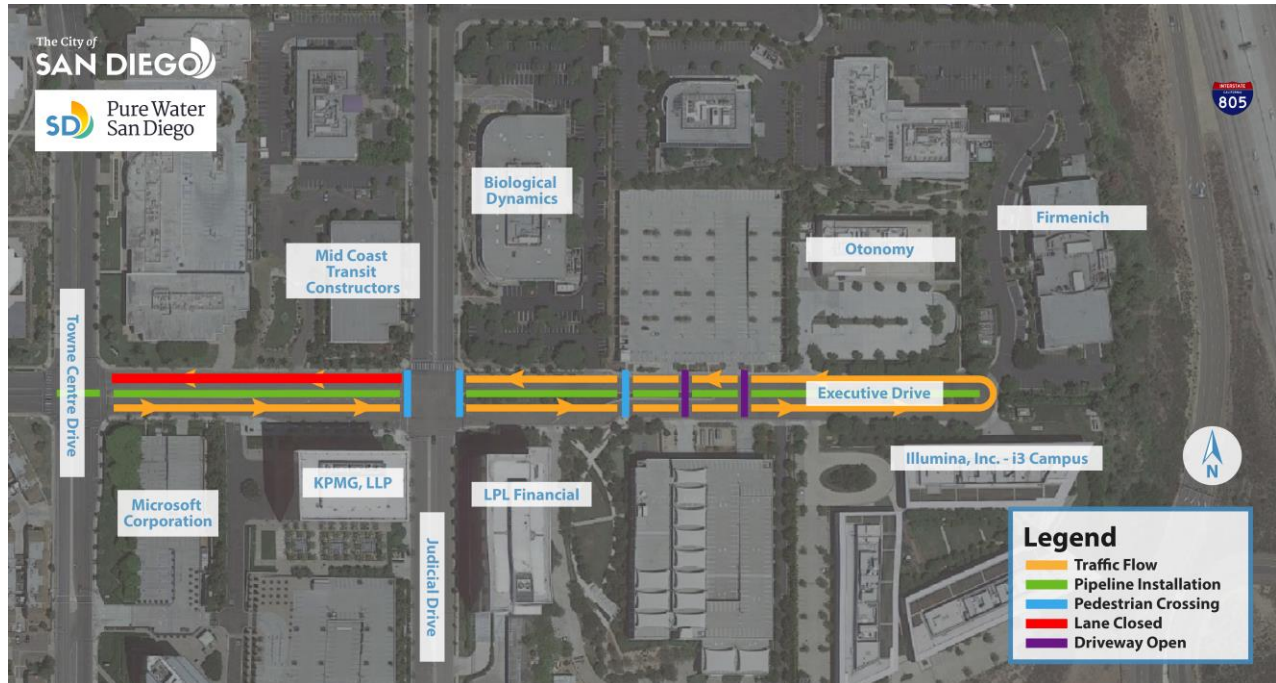 The City of
SAN DIEGO
SD
Pure Water
San Diego
INTERSTATE
CALIFORNIA
805
Biological
Dynamics
Firmenich
Otonomy
Mid Coast
Transit
Constructors
Towne Centre Drive
Executive Drive
Illumina, Inc. - i3 Campus
KPMG, LLP
LPL Financial
Microsoft
Corporation
Judicial Drive
N
Legend
Traffic Flow
Pipeline Installation
Pedestrian Crossing
Lane Closed
Driveway Open